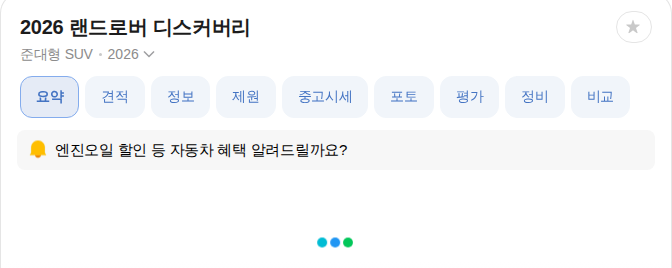 2026 랜드로버 디스커버리
준대형 SUV · 2026
요약 견적 정보 제원 중고시세 포토 평가 정비 비교
엔진오일 할인 등 자동차 혜택 알려드릴까요?